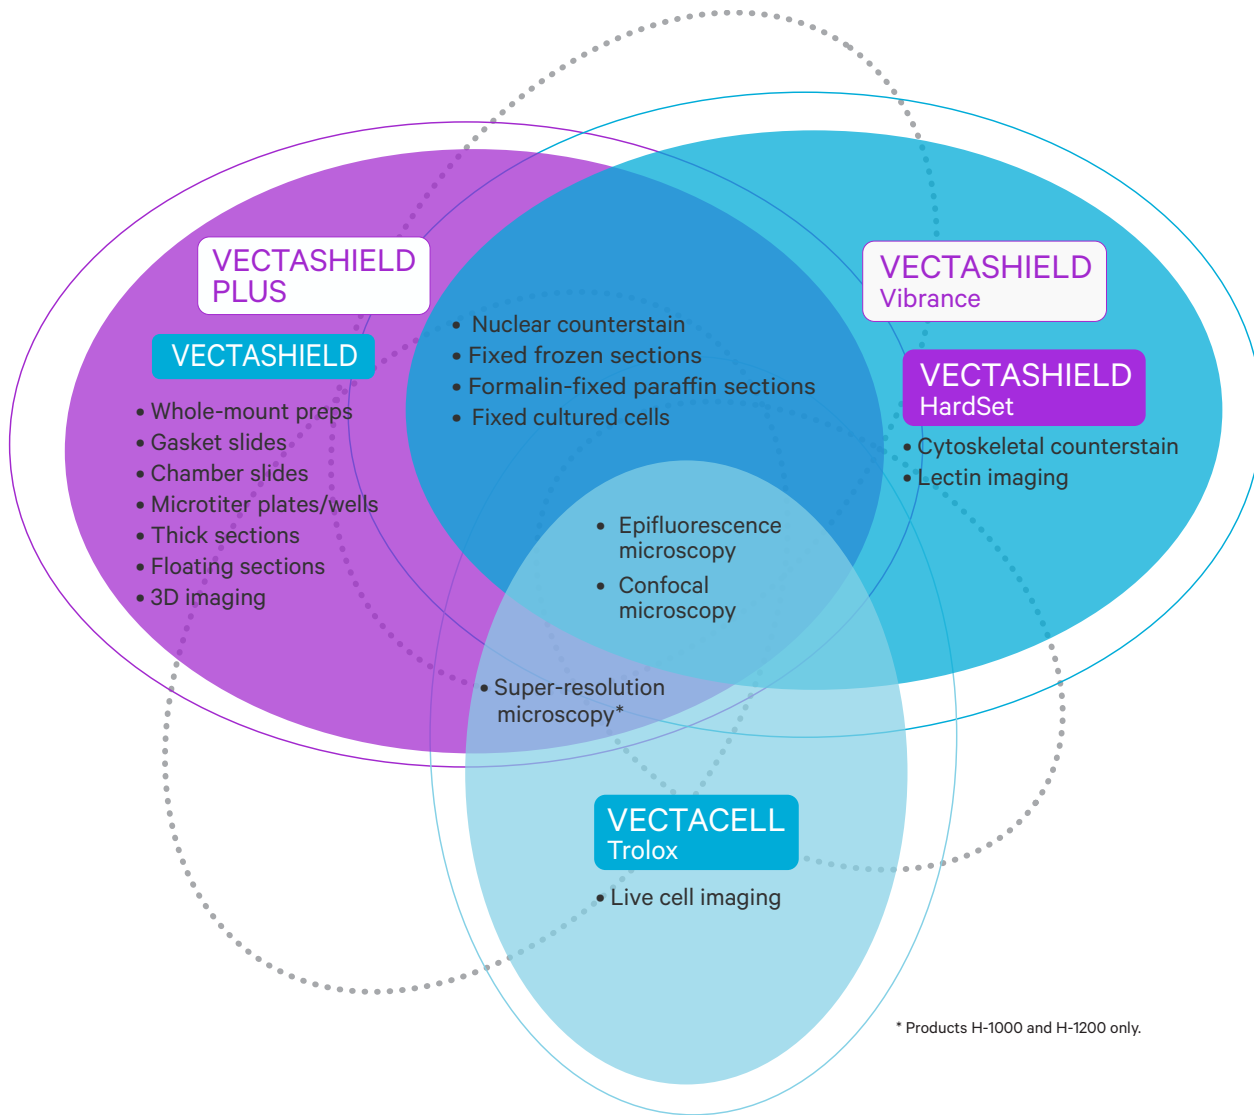 VECTASHIELD
PLUS
VECTASHIELD
• Whole-mount preps
• Gasket slides
• Chamber slides
• Microtiter plates/wells
• Thick sections
• Floating sections
• 3D imaging
• Nuclear counterstain
• Fixed frozen sections
• Formalin-fixed paraffin sections
• Fixed cultured cells
VECTASHIELD
Vibrance
VECTASHIELD
HardSet
• Cytoskeletal counterstain
• Lectin imaging
• Epifluorescence
microscopy
• Confocal
microscopy
• Super-resolution
microscopy*
VECTACELL
Trolox
• Live cell imaging
* Products H-1000 and H-1200 only.